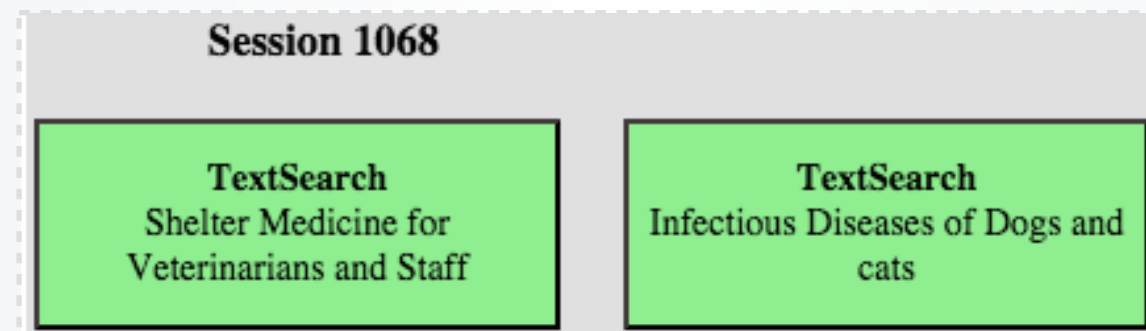 Session 1068
TextSearch
Shelter Medicine for
Veterinarians and Staff
TextSearch
Infectious Diseases of Dogs and
cats